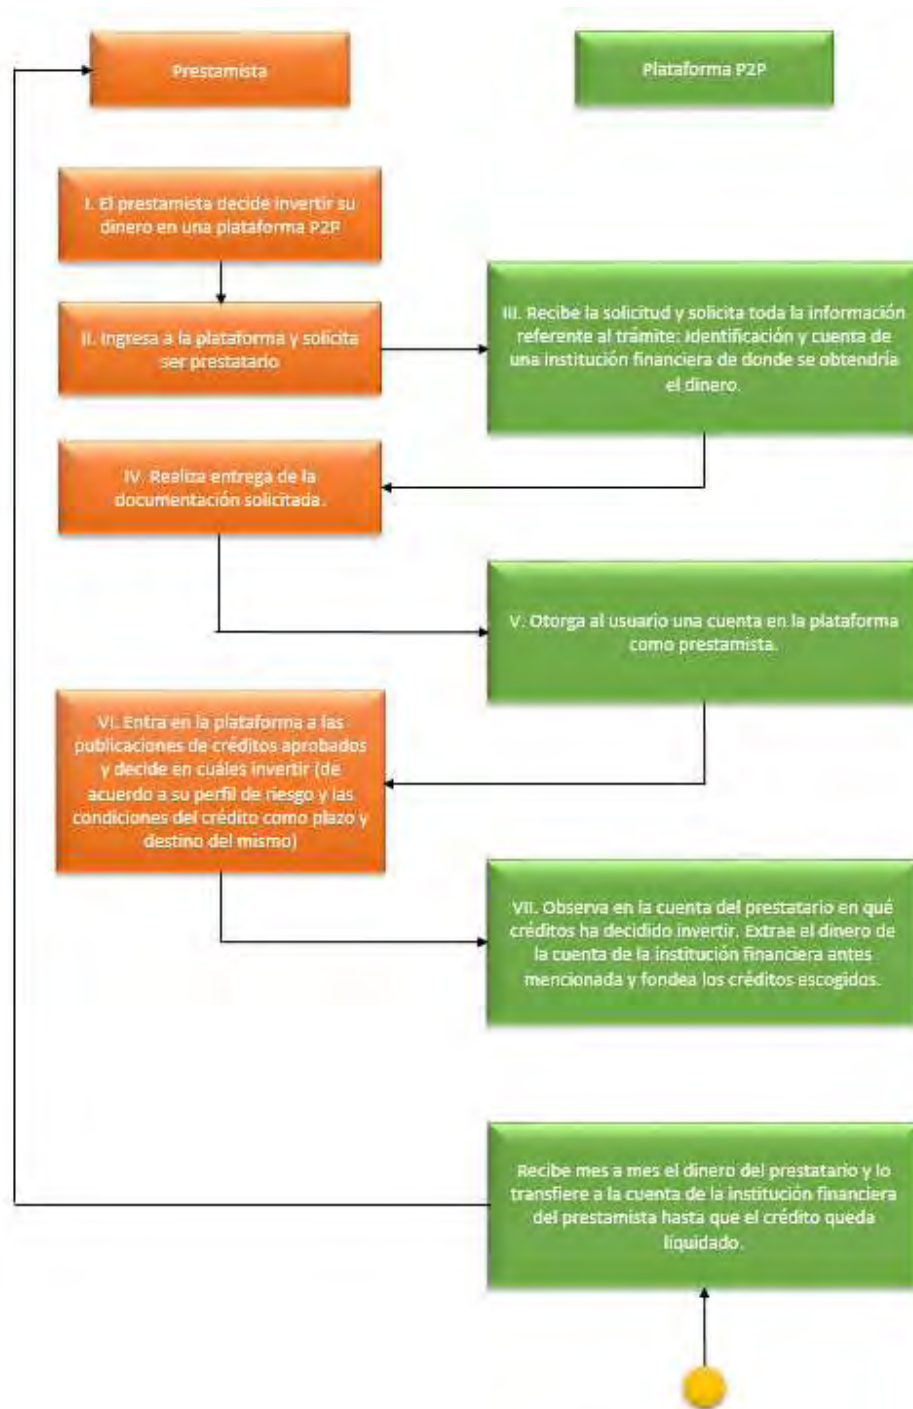 Prestamista
Plataforma P2P
I. El prestamista decide invertir su
dinero en una plataforma P2P
II. Ingresa a la plataforma y solicita
ser prestatario
III. Recibe la solicitud y solicita toda la información
referente al trámite: Identificación y cuenta de
una institución financiera de donde se obtendría
el dinero.
IV. Realiza entrega de la
documentación solicitada.
V. Otorga al usuario una cuenta en la plataforma
como prestamista.
VI. Entra en la plataforma a las
publicaciones de créditos aprobados
y decide en cuáles invertir (de
acuerdo a su perfil de riesgo y las
condiciones del crédito como plazo y
destino del mismo)
VII. Observa en la cuenta del prestatario en qué
créditos ha decidido invertir. Extrae el dinero de
la cuenta de la institución financiera antes
mencionada y fondea los créditos escogidos.
Recibe mes a mes el dinero del prestatario y lo
transfiere a la cuenta de la institución financiera
del prestamista hasta que el crédito queda
liquidado.